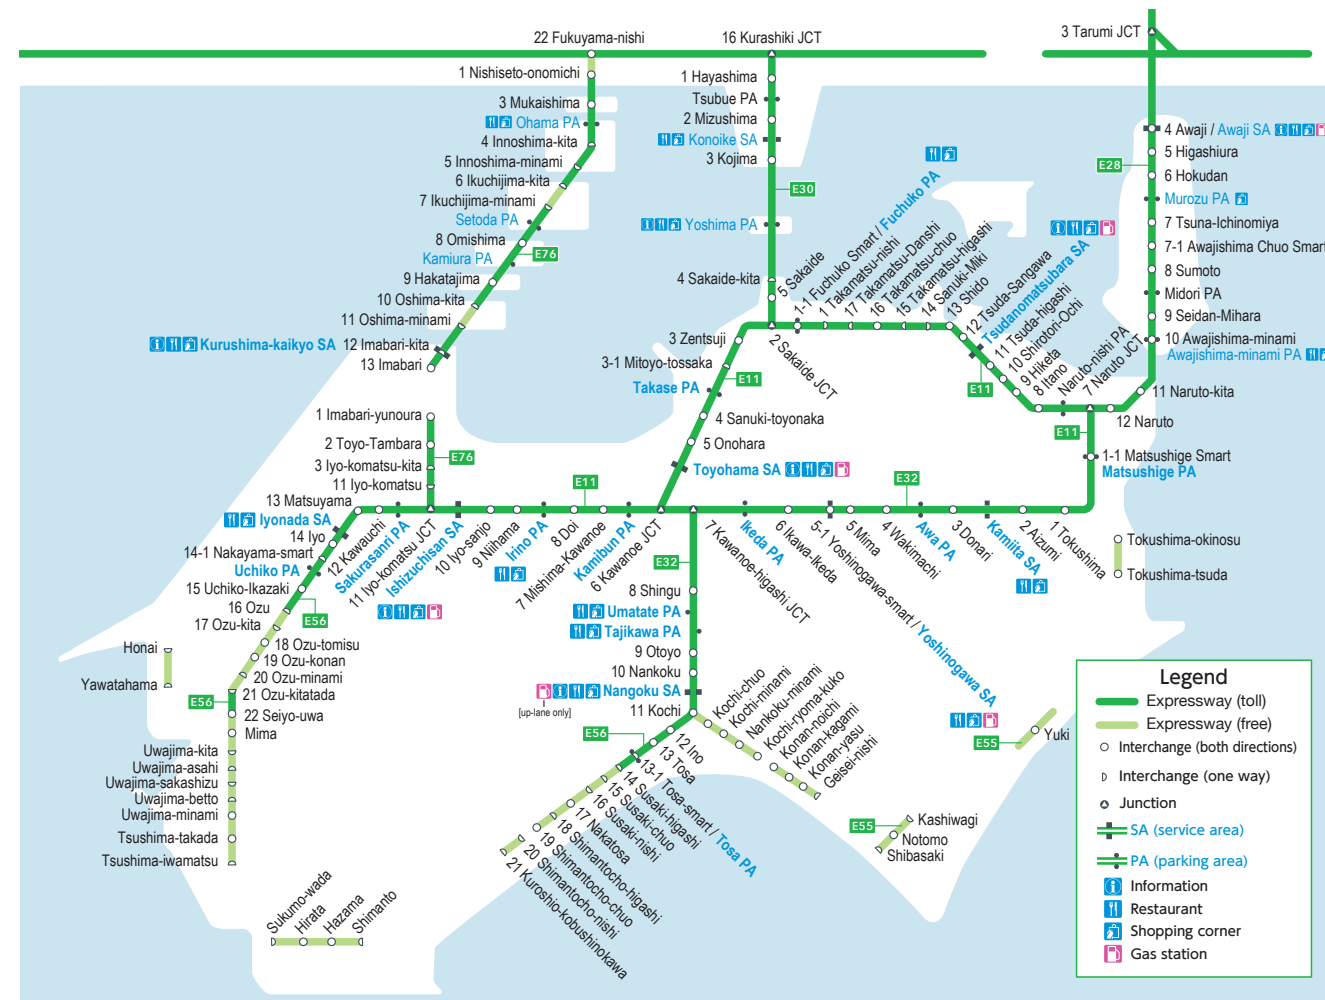 22 Fukuyama-nishi
16 Kurashiki JCT
3 Tarumi JCT
1 Nishiseto-onomichi
3 Mukaishima
Ohama PA
4 Innoshima-kita
5 Innoshima-minami
6 Ikuchijima-kita
7 Ikuchijima-minami
Setoda PA
8 Omishima
Kamiura PA
E76
9 Hakatajima
10 Oshima-kita
11 Oshima-minami
Kurushima-kaikyo SA
12 Imabari-kita
13 Imabari
1 Hayashima
Tsubue PA
2 Mizushima
Konoike SA
3 Kojima
E30
Yoshima PA
4 Sakaide-kita
5 Sakaide
1-1 Fuchuko Smart / Fuchuko PA
1 Takamatsu-nishi
17 Takamatsu-Danshi
16 Takamatsu-chuo
15 Takamatsu-higashi
14 Sanuki-Miki
13 Shido
12 Tsuda-Sangawa
Tsudanomatsubara SA
11 Tsuda-higashi
10 Shirotori-Ochi
9 Hiketa
8 Itano
Naruto-nishi PA
7 Naruto JCT
E11
4 Awaji / Awaji SA
5 Higashiura
E28
6 Hokudan
Murozu PA
7 Tsuna-Ichinomiya
7-1 Awajishima Chuo Smart
8 Sumoto
Midori PA
9 Seidan-Mihara
10 Awajishima-minami
Awajishima-minami PA
11 Naruto-kita
12 Naruto
E11
1-1 Matsushige Smart
Matsushige PA
2 Sakaide JCT
3 Zentsuji
3-1 Mitoyo-tossaka
E11
Takase PA
4 Sanuki-toyonaka
5 Onohara
Toyohama SA
1 Imabari-yunoura
2 Toyo-Tambara
E76
3 Iyo-komatsu-kita
11 Iyo-komatsu
13 Matsuyama
Iyonada SA
14 Iyo
14-1 Nakayama-smart
Uchiko PA
15 Uchiko-Ikazaki
16 Ozu
E56
17 Ozu-kita
18 Ozu-tomisu
19 Ozu-konan
20 Ozu-minami
21 Ozu-kitatada
E56
22 Seiyo-uwa
Mima
Uwajima-kita
Uwajima-asahi
Uwajima-sakashizu
Uwajima-betto
Uwajima-minami
Tsushima-takada
Tsushima-iwamatsu
Honai
Yawatahama
12 Kawauchi
Sakurasanri PA
11 Iyo-komatsu JCT
Ishizuchisan SA
10 Iyo-sanjo
9 Niihama
Irino PA
8 Doi
E11
7 Mishima-Kawanoe
Kamibun PA
6 Kawanoe JCT
7 Kawanoe-higashi JCT
Ikeda PA
6 Ikawa-Ikeda
5-1 Yoshinogawa-smart / Yoshinogawa SA
5 Mima
4 Wakimachi
E32
Awa PA
3 Donari
Kamiita SA
2 Aizumi
1 Tokushima
Tokushima-okinosu
Tokushima-tsuda
E32
8 Shingu
Umatate PA
Tajikawa PA
9 Otoyo
10 Nankoku
Nangoku SA
[up-lane only]
11 Kochi
E56
12 Ino
13 Tosa
13-1 Tosa-smart / Tosa PA
14 Susaki-higashi
15 Susaki-chuo
16 Susaki-nishi
17 Nakatosa
18 Shimantocho-higashi
19 Shimantocho-chuo
20 Shimantocho-nishi
21 Kuroshio-kobushinokawa
Kochi-chuo
Kochi-minami
Nankoku-minami
Kochi-ryoma-kuko
Konan-noichi
Konan-kagami
Konan-yasu
Geisei-nishi
Sukumo-wada
Hirata
Hazama
Shimanto
E55
Yuki
E55
Kashiwagi
Notomo
Shibasaki
Legend
Expressway (toll)
Expressway (free)
Interchange (both directions)
Interchange (one way)
Junction
SA (service area)
PA (parking area)
Information
Restaurant
Shopping corner
Gas station